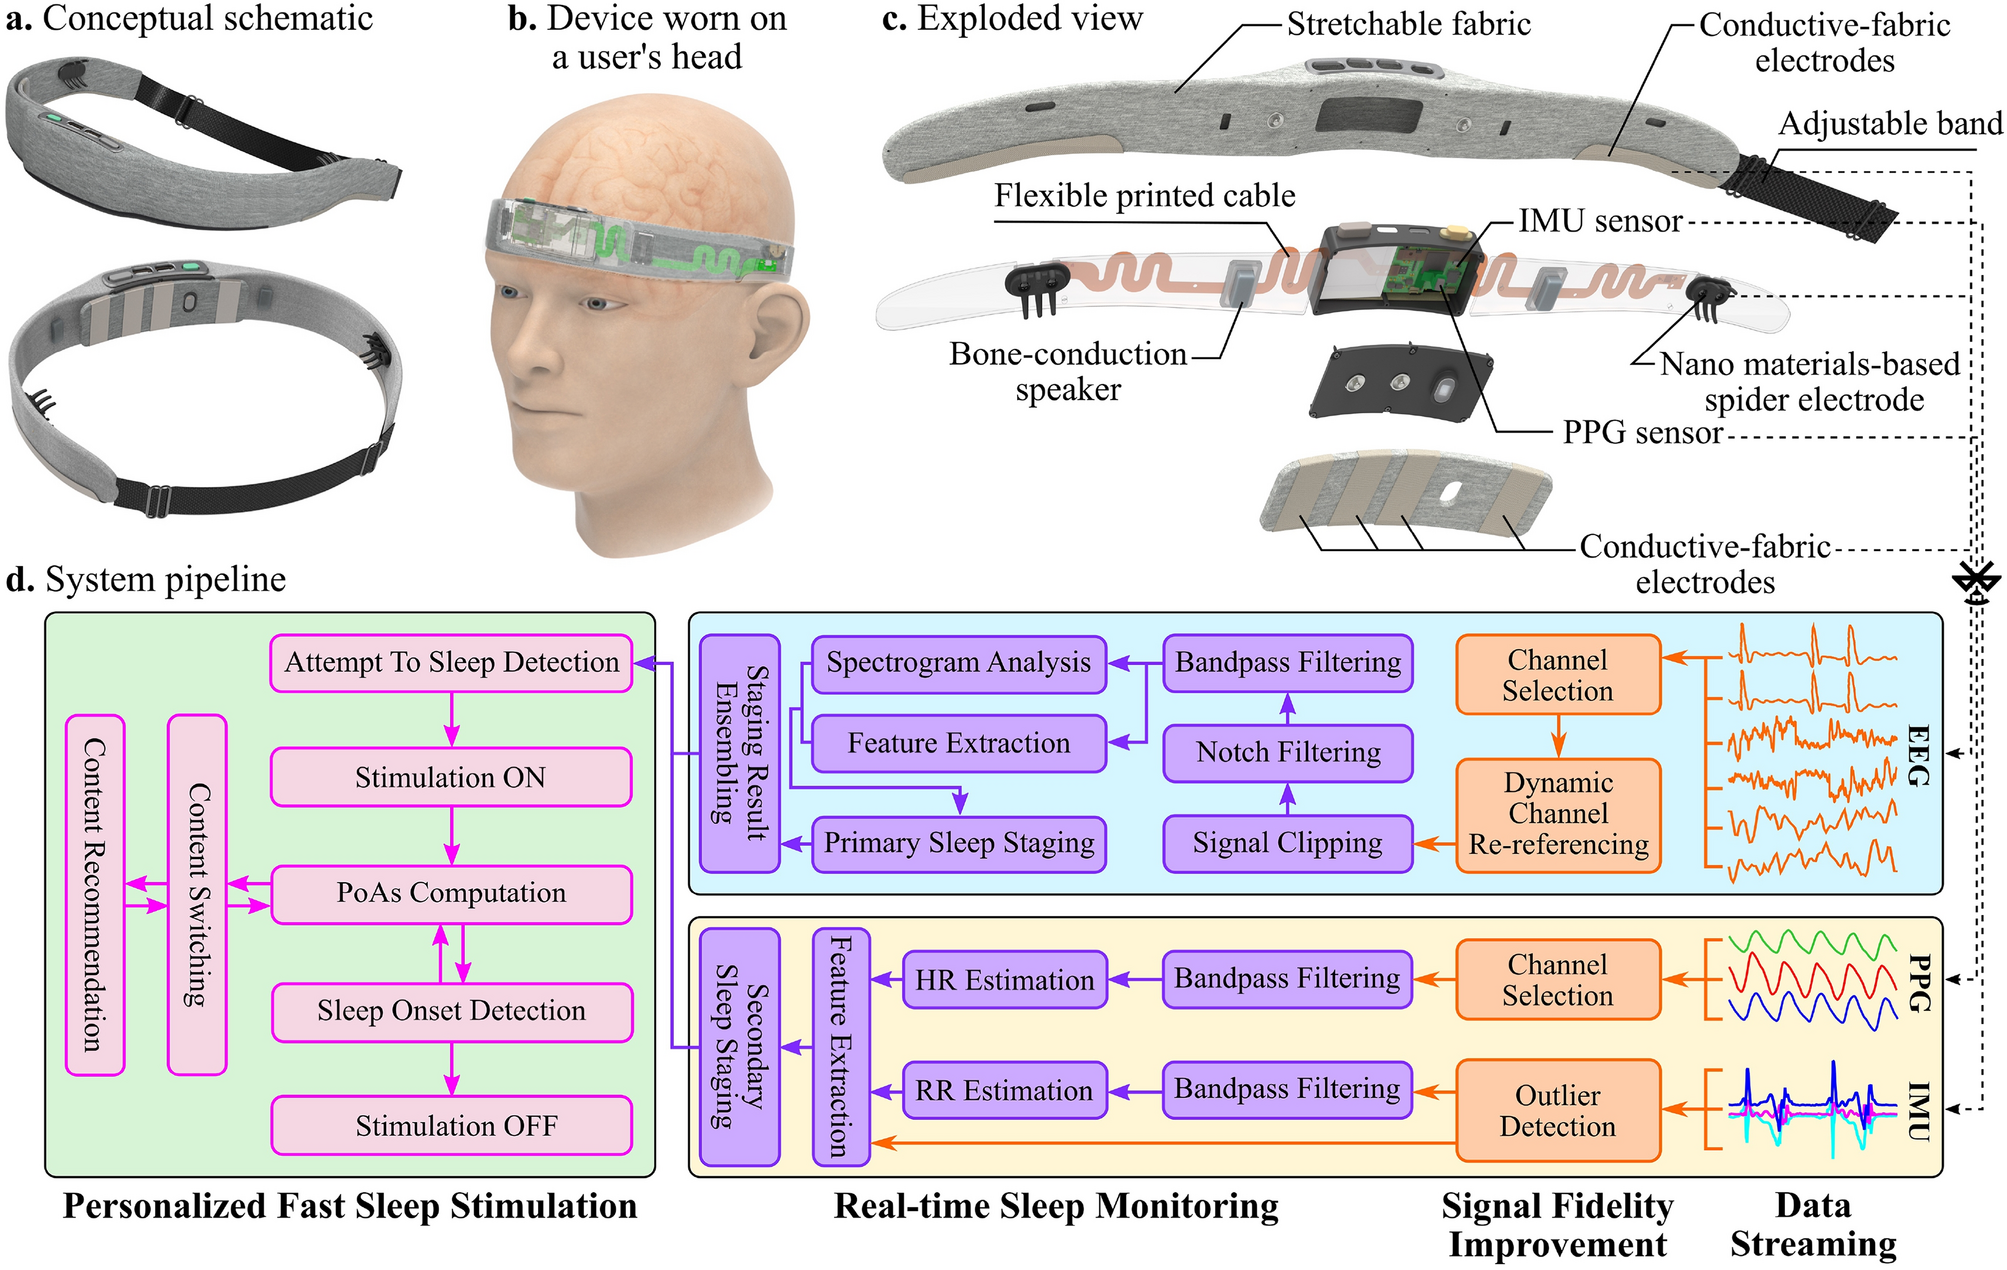 a. Conceptual schematic
b. Device worn on
a user's head
c. Exploded view
Stretchable fabric
Conductive-fabric
electrodes
Adjustable band
Flexible printed cable
IMU sensor
Bone-conduction
speaker
Nano materials-based
spider electrode
PPG sensor
Conductive-fabric
electrodes
d. System pipeline
Attempt To Sleep Detection
Stimulation ON
PoAs Computation
Sleep Onset Detection
Stimulation OFF
Content Recommendation
Content Switching
Staging Result
Ensembling
Spectrogram Analysis
Feature Extraction
Primary Sleep Staging
Bandpass Filtering
Notch Filtering
Signal Clipping
Channel
Selection
Dynamic
Channel
Re-referencing
EEG
Secondary
Sleep Staging
Feature Extraction
HR Estimation
Bandpass Filtering
Channel
Selection
PPG
RR Estimation
Bandpass Filtering
Outlier
Detection
IMU
Personalized Fast Sleep Stimulation
Real-time Sleep Monitoring
Signal Fidelity
Improvement
Data
Streaming